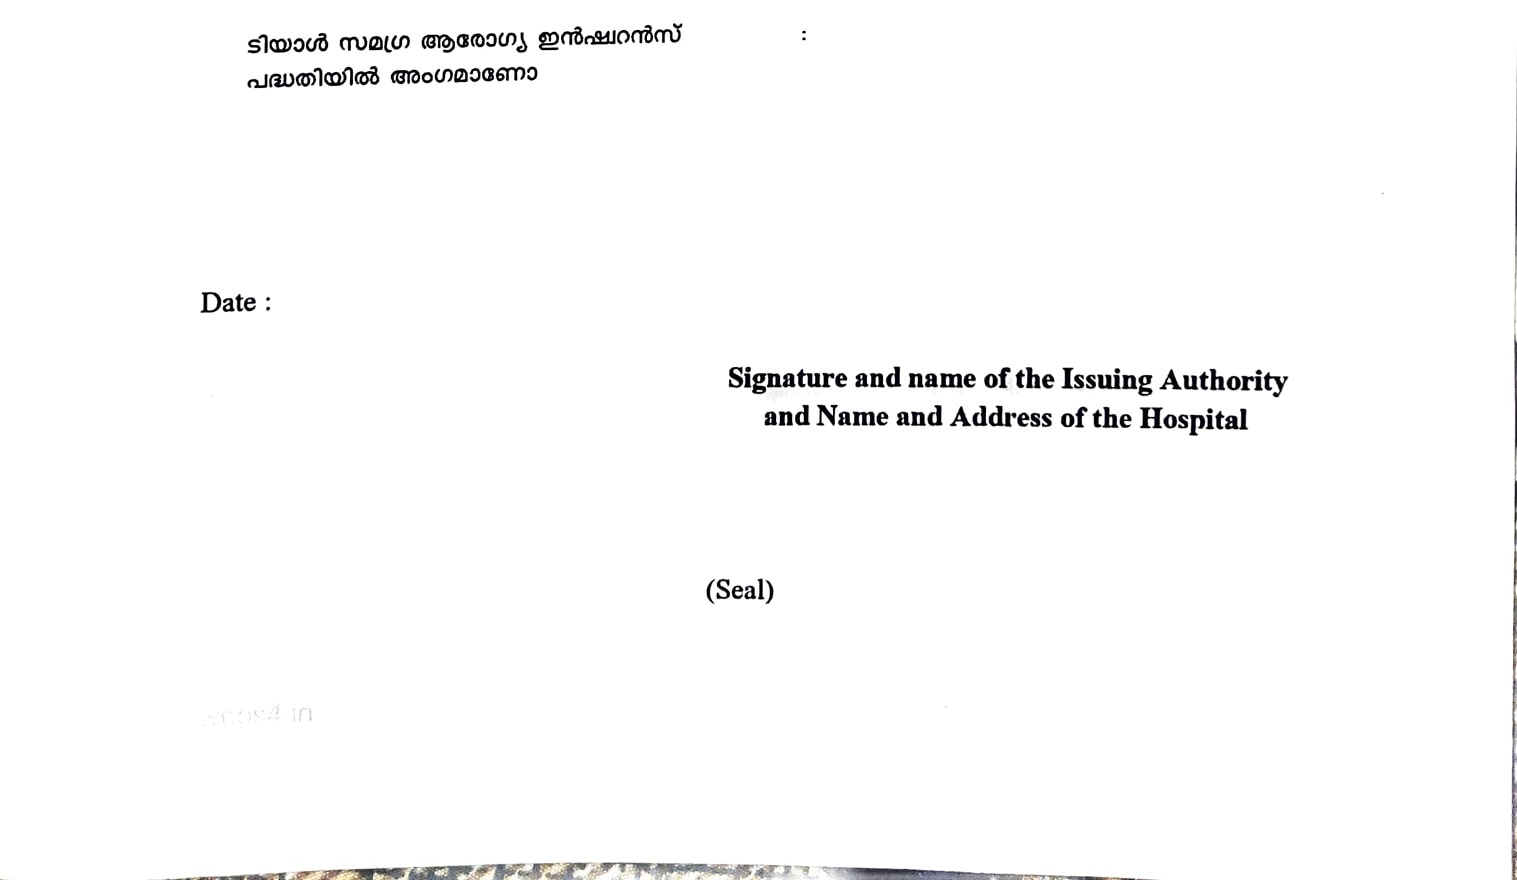 ടിയാൾ സമഗ്ര ആരോഗ്യ ഇൻഷ്വറൻസ് :
പദ്ധതിയിൽ അംഗമാണോ
Date :
Signature and name of the Issuing Authority
and Name and Address of the Hospital
(Seal)